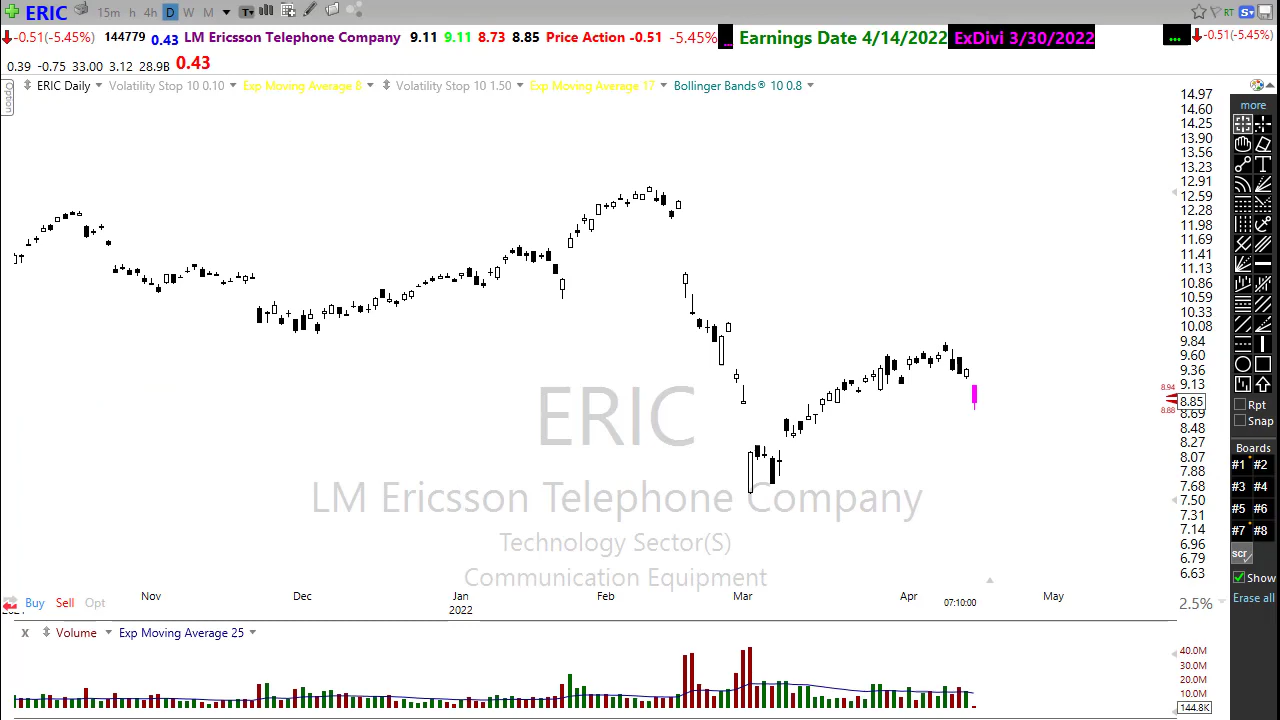 ERIC 15m h 4h D W M T RT S
-0.51(-5.45%) 144779 0.43 LM Ericsson Telephone Company 9.11 9.11 8.73 8.85 Price Action -0.51 -5.45% ... Earnings Date 4/14/2022 ExDivi 3/30/2022 ... -0.51(-5.45%)
0.39 -0.75 33.00 3.12 28.9B 0.43
Option
ERIC Daily Volatility Stop 10 0.10 Exp Moving Average 8 Volatility Stop 10 1.50 Exp Moving Average 17 Bollinger Bands® 10 0.8
14.97
14.60
14.25
13.90
13.56
13.23
12.91
12.59
12.28
11.98
11.69
11.41
11.13
10.86
10.59
10.33
10.08
9.84
9.60
9.36
9.13
8.94
8.85
8.88
8.69
8.48
8.27
8.07
7.88
7.68
7.50
7.31
7.14
6.96
6.79
6.63
more
T
Rpt
Snap
Boards
#1 #2
#3 #4
#5 #6
#7 #8
scr
Show
Erase all
ERIC
LM Ericsson Telephone Company
Technology Sector(S)
Communication Equipment
Buy Sell Opt
Nov Dec Jan Feb Mar Apr 07:10:00 May
2022
2.5%
X Volume Exp Moving Average 25
40.0M
30.0M
20.0M
10.0M
144.8K